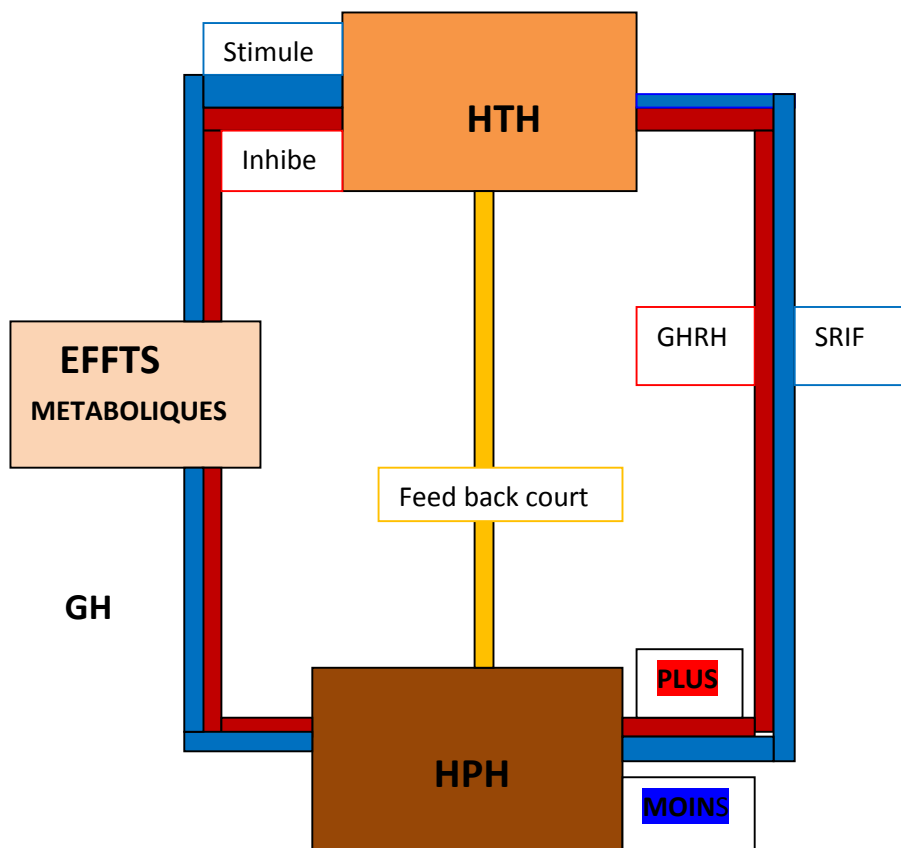 Stimule
HTH
Inhibe
EFFTS
METABOLIQUES
GHRH
SRIF
Feed back court
GH
PLUS
HPH
MOINS